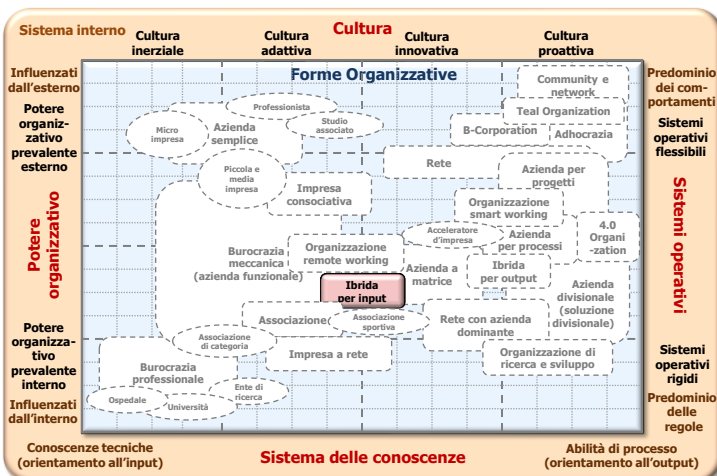 Sistema interno
Cultura
Cultura
inerziale
Cultura
adattiva
Cultura
innovativa
Cultura
proattiva
Influenzati
dall'esterno
Potere
organiz-
zativo
prevalente
esterno
Potere
organizzativo
Potere
organizza-
tivo
prevalente
interno
Influenzati
dall'interno
Forme Organizzative
Community e
network
Teal Organization
B-Corporation
Adhocrazia
Professionista
Micro
impresa
Azienda
semplice
Studio
associato
Rete
Azienda per
progetti
Piccola e
media
impresa
Impresa
consociativa
Organizzazione
smart working
Acceleratore
d'impresa
Azienda
per processi
4.0
Organi
-zation
Burocrazia
meccanica
(azienda funzionale)
Organizzazione
remote working
Azienda a
matrice
Ibrida
per output
Ibrida
per input
Azienda
divisionale
(soluzione
divisionale)
Associazione
Associazione
sportiva
Rete con azienda
dominante
Associazione
di categoria
Impresa a rete
Organizzazione di
ricerca e sviluppo
Burocrazia
professionale
Ente di
ricerca
Ospedale
Università
Predominio
dei com-
portamenti
Sistemi
operativi
flessibili
Sistemi operativi
Sistemi
operativi
rigidi
Predominio
delle
regole
Conoscenze tecniche
(orientamento all'input)
Sistema delle conoscenze
Abilità di processo
(orientamento all'output)